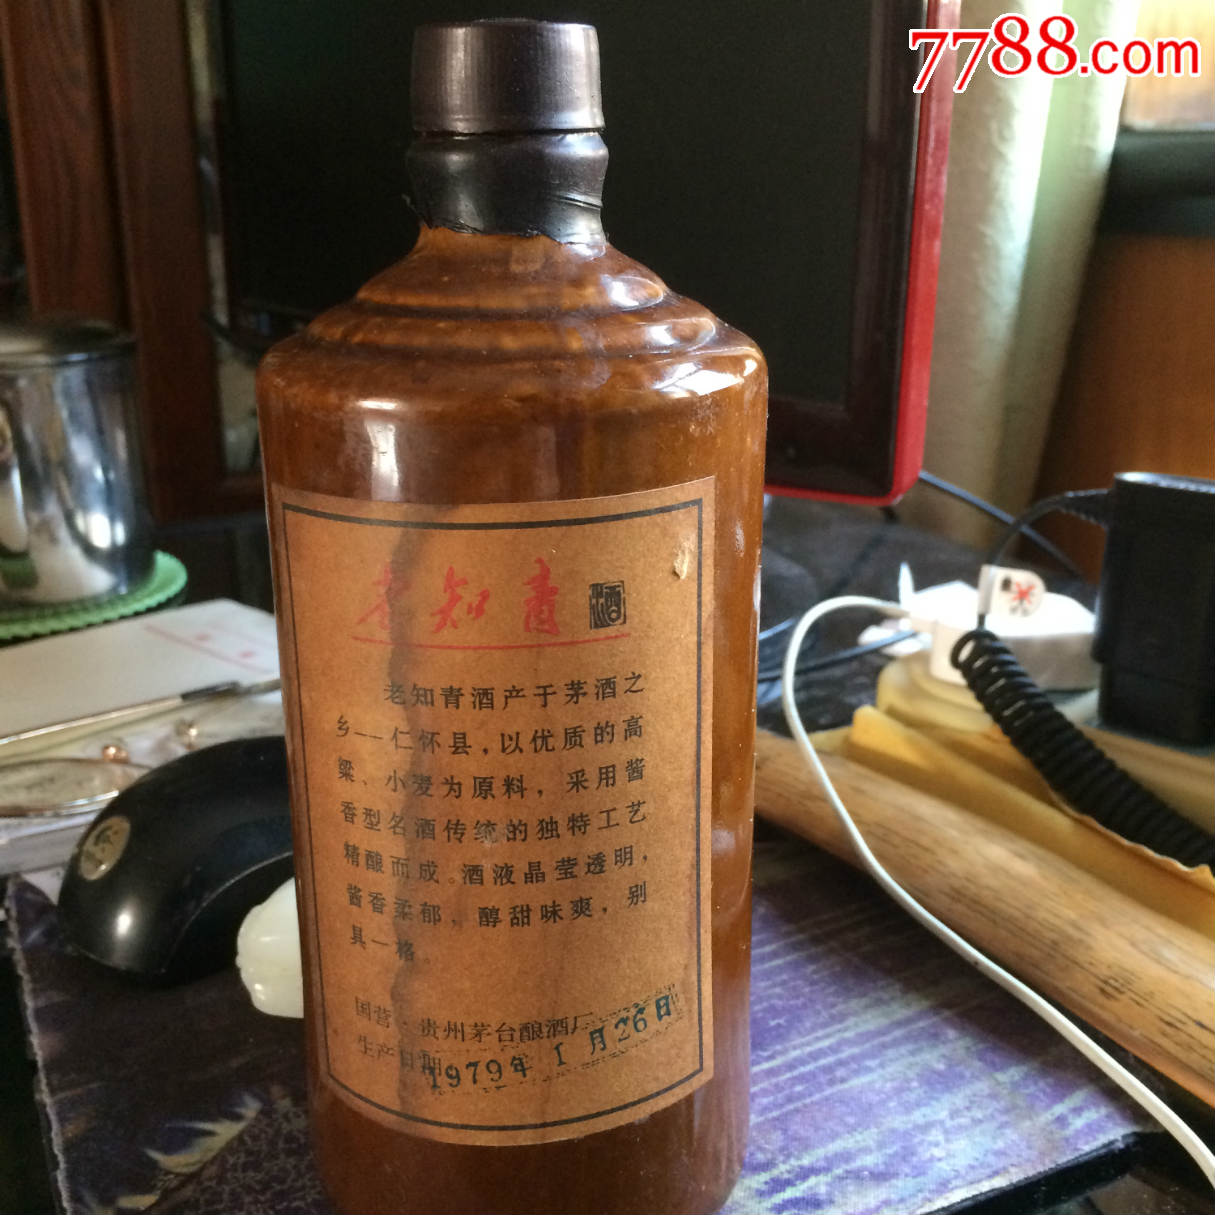 7788.com
老知青酒
老知青酒产于茅酒之
乡——仁怀县，以优质的高
粱、小麦为原料，采用酱
香型名酒传统的独特工艺
精酿而成。酒液晶莹透明，
酱香柔郁，醇甜味爽，别
具一格。
国营·贵州茅台酿酒厂
生产日期
1979年1月26日